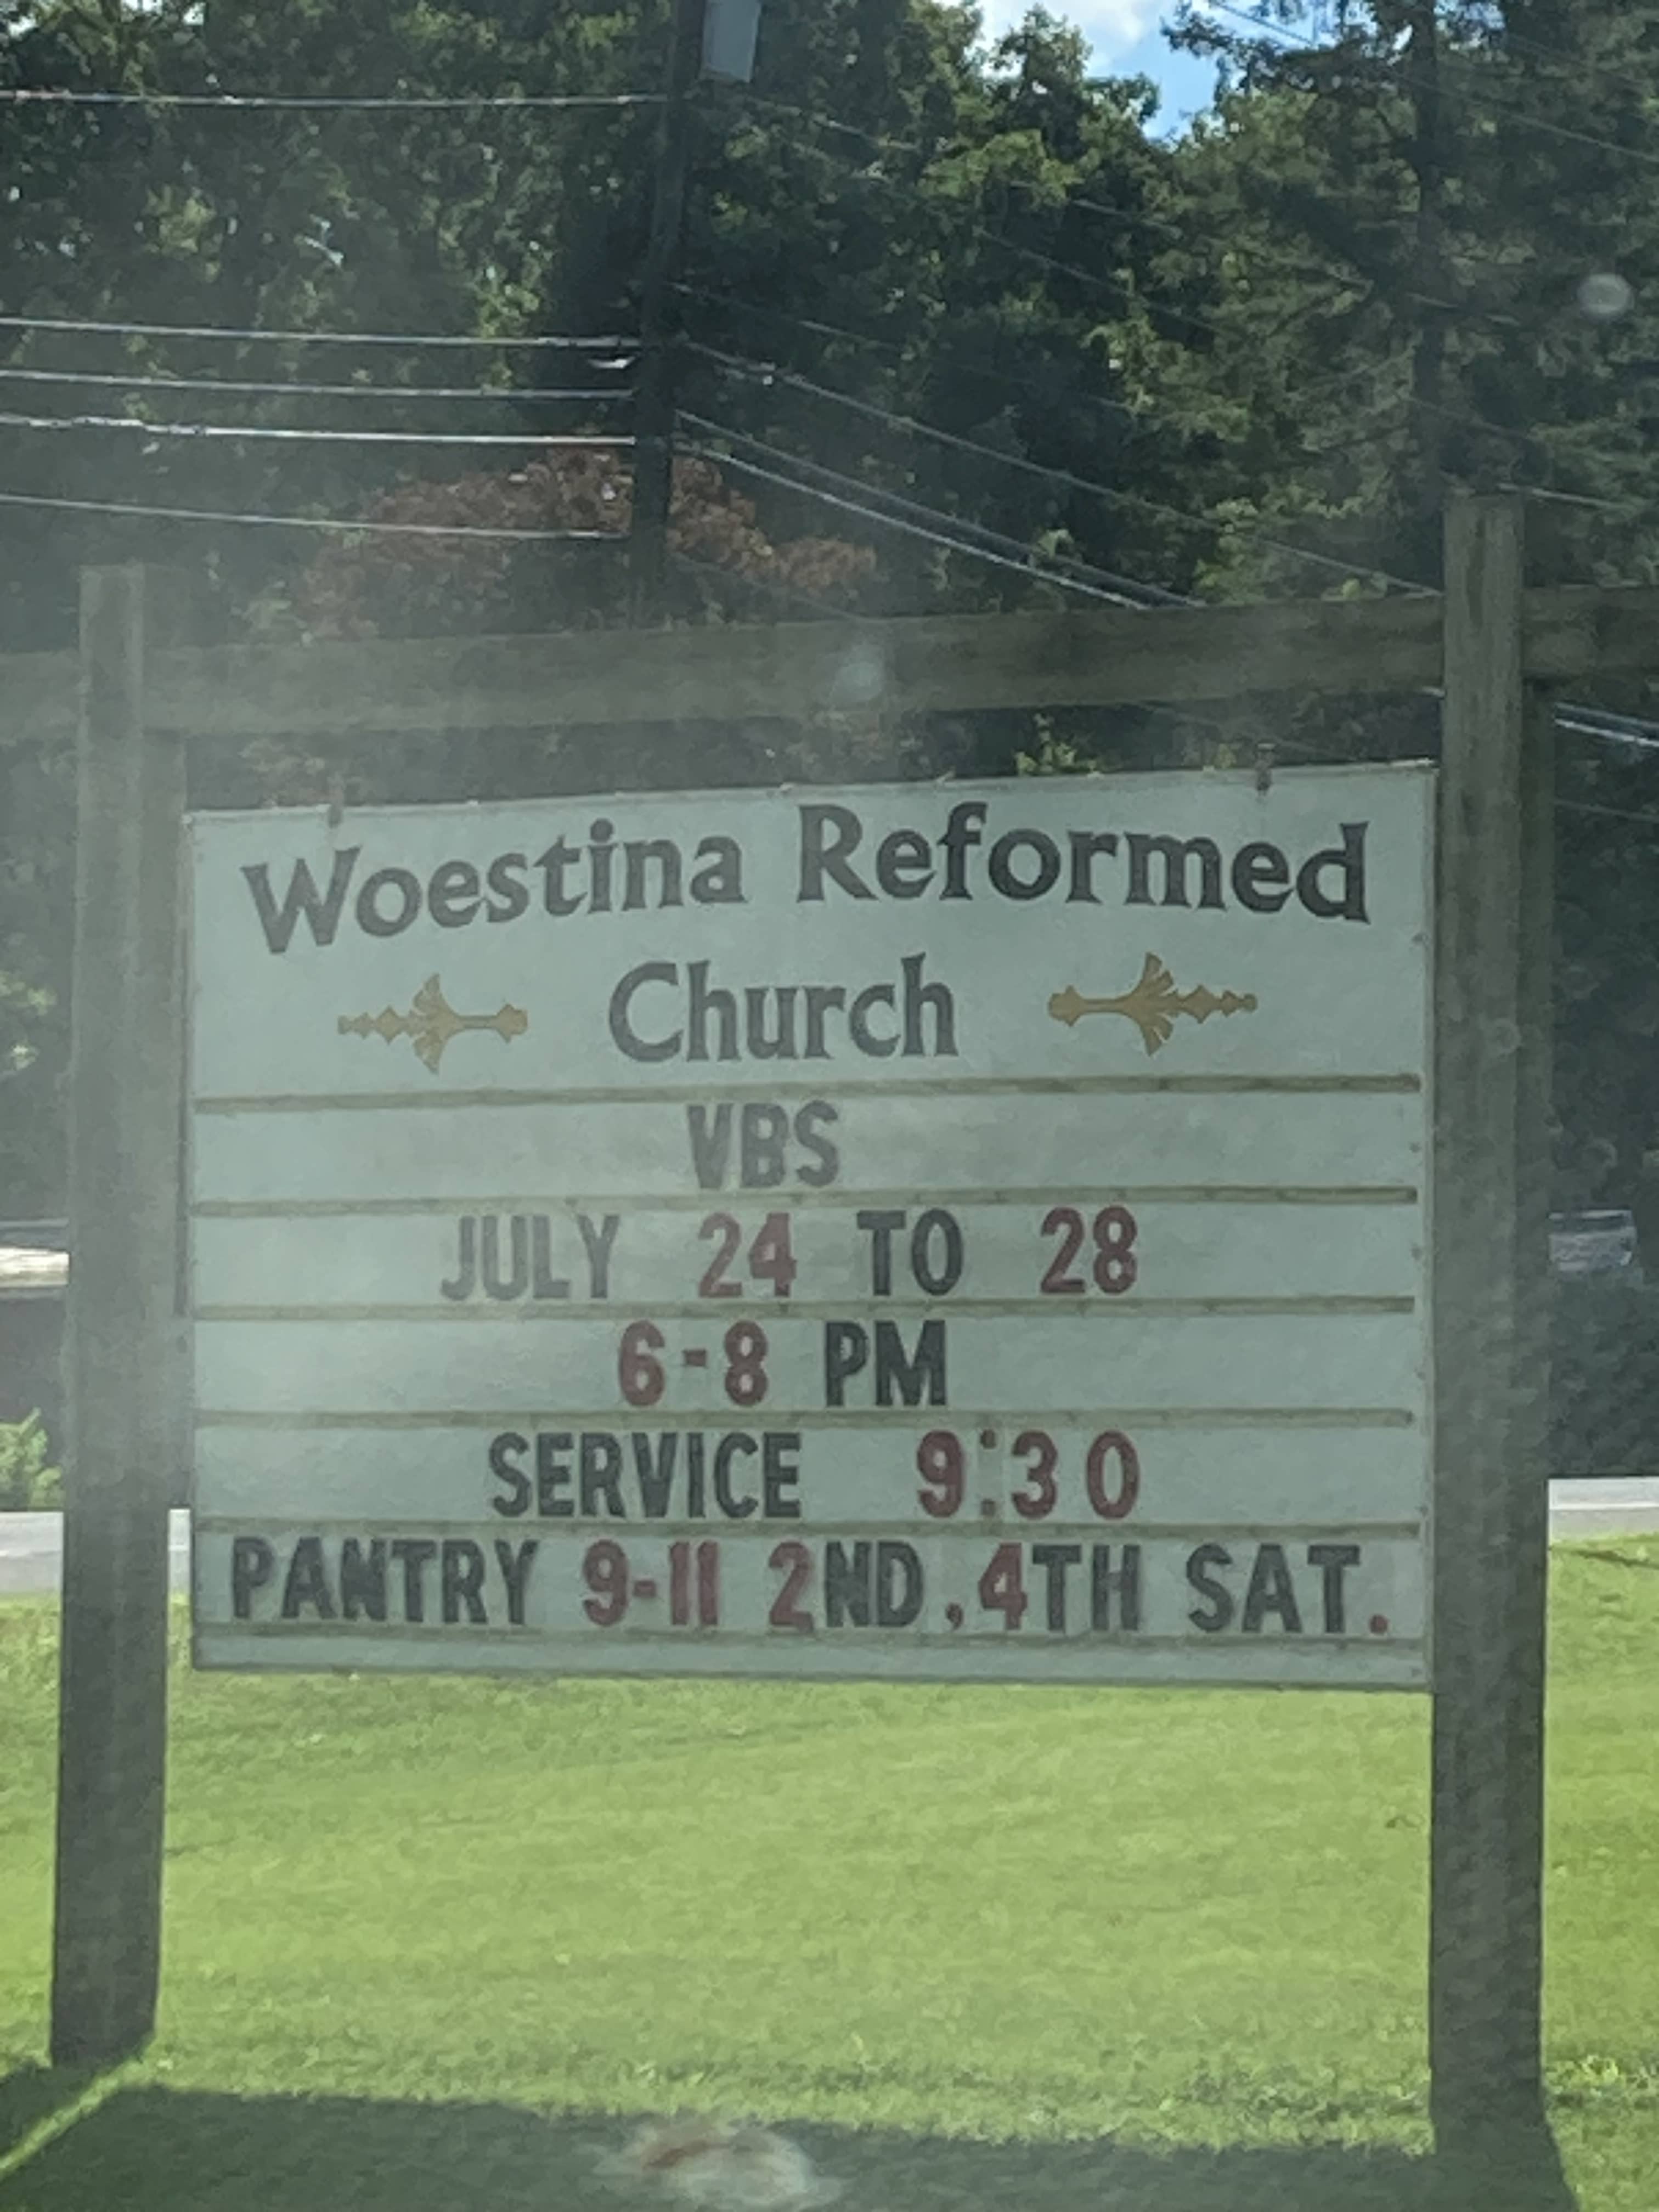 Woestina Reformed
Church
VBS
JULY 24 TO 28
6-8 PM
SERVICE 9:30
PANTRY 9-11 2ND,4TH SAT.